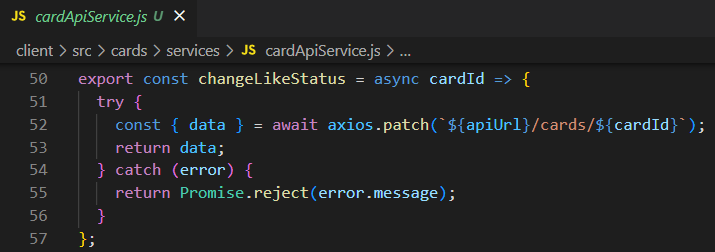 JS cardApiService.js U ×
client > src > cards > services > JS cardApiService.js > ...
50 export const changeLikeStatus = async cardId => {
51   try {
52     const { data } = await axios.patch(`${apiUrl}/cards/${cardId}`);
53     return data;
54   } catch (error) {
55     return Promise.reject(error.message);
56   }
57 };